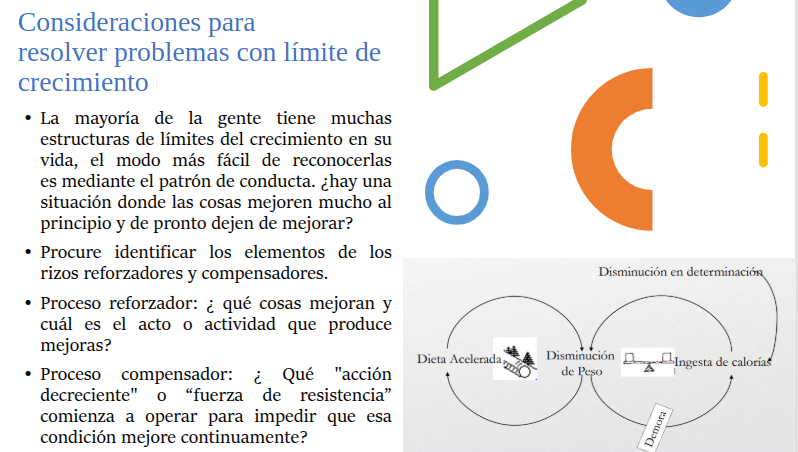 Consideraciones para
resolver problemas con límite de
crecimiento
• La mayoría de la gente tiene muchas
estructuras de límites del crecimiento en su
vida, el modo más fácil de reconocerlas
es mediante el patrón de conducta. ¿hay una
situación donde las cosas mejoren mucho al
principio y de pronto dejen de mejorar?
• Procure identificar los elementos de los
rizos reforzadores y compensadores.
• Proceso reforzador: ¿ qué cosas mejoran y
cuál es el acto o actividad que produce
mejoras?
• Proceso compensador: ¿ Qué "acción
decreciente" o “fuerza de resistencia”
comienza a operar para impedir que esa
condición mejore continuamente?
Disminución en determinación
Dieta Acelerada
Disminución
de Peso
Ingesta de calorías
Demora